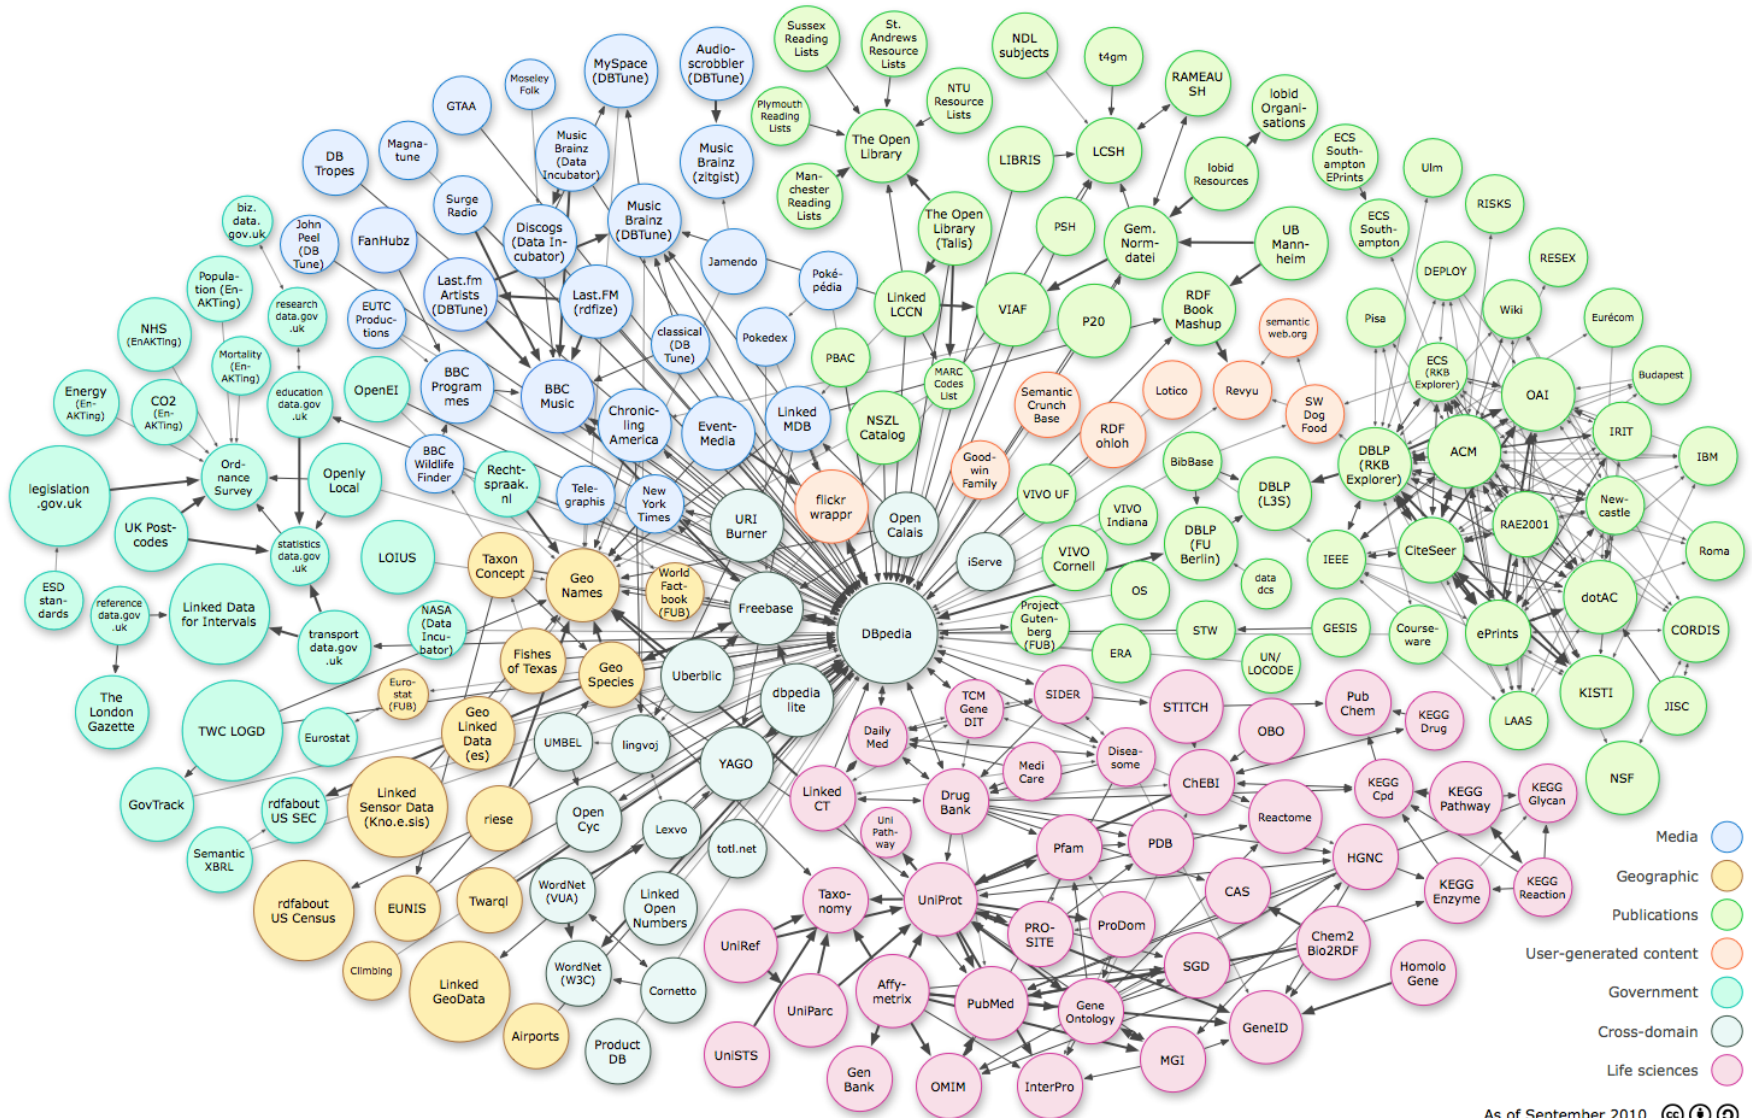 Sussex
Reading
Lists
St.
Andrews
Resource
Lists
NDL
subjects
t4gm
RAMEAU
SH
lobid
Organi-
sations
Audio-
scrobbler
(DBTune)
MySpace
(DBTune)
Moseley
Folk
GTAA
Plymouth
Reading
Lists
NTU
Resource
Lists
The Open
Library
LIBRIS
LCSH
lobid
Resources
ECS
South-
ampton
EPrints
Ulm
RISKS
Music
Brainz
(Data
Incubator)
Music
Brainz
(zitgist)
Magna-
tune
DB
Tropes
Man-
chester
Reading
Lists
biz.
data.
gov.uk
John
Peel
(DB
Tune)
FanHubz
Surge
Radio
Discogs
(Data In-
cubator)
Music
Brainz
(DBTune)
The Open
Library
(Talis)
PSH
Gem.
Norm-
datei
UB
Mann-
heim
ECS
South-
ampton
DEPLOY
RESEX
Popula-
tion (En-
AKTing)
research
data.gov
.uk
EUTC
Produc-
tions
Last.fm
Artists
(DBTune)
Last.FM
(rdfize)
Jamendo
Poké-
pédia
Linked
LCCN
VIAF
P20
RDF
Book
Mashup
semantic
web.org
Pisa
Wiki
Eurécom
NHS
(EnAKTing)
Mortality
(En-
AKTing)
classical
(DB
Tune)
Pokedex
PBAC
MARC
Codes
List
ECS
(RKB
Explorer)
OAI
Budapest
Energy
(En-
AKTing)
CO2
(En-
AKTing)
education
data.gov
.uk
OpenEI
BBC
Program
mes
BBC
Music
Chronic-
ling
America
Event-
Media
Linked
MDB
NSZL
Catalog
Semantic
Crunch
Base
RDF
ohloh
Lotico
Revyu
SW
Dog
Food
IRIT
IBM
legislation
.gov.uk
Ord-
nance
Survey
Openly
Local
BBC
Wildlife
Finder
Recht-
spraak.
nl
Tele-
graphis
New
York
Times
URI
Burner
flickr
wrappr
Open
Calais
Good-
win
Family
VIVO UF
VIVO
Indiana
BibBase
DBLP
(L3S)
DBLP
(RKB
Explorer)
ACM
New-
castle
UK Post-
codes
statistics
data.gov
.uk
LOIUS
Taxon
Concept
Geo
Names
World
Fact-
book
(FUB)
Freebase
iServe
VIVO
Cornell
DBLP
(FU
Berlin)
IEEE
CiteSeer
RAE2001
Roma
ESD
stan-
dards
reference
data.gov
.uk
Linked Data
for Intervals
transport
data.gov
.uk
NASA
(Data
Incu-
bator)
Fishes
of Texas
Geo
Species
Uberblic
DBpedia
Project
Guten-
berg
(FUB)
OS
data
dcs
ERA
STW
UN/
LOCODE
GESIS
Course-
ware
ePrints
dotAC
CORDIS
The
London
Gazette
TWC LOGD
Eurostat
Euro-
stat
(FUB)
Geo
Linked
Data
(es)
UMBEL
lingvoj
dbpedia
lite
YAGO
Daily
Med
TCM
Gene
DIT
SIDER
STITCH
OBO
Pub
Chem
KEGG
Drug
LAAS
KISTI
JISC
NSF
GovTrack
rdfabout
US SEC
Semantic
XBRL
Linked
Sensor Data
(Kno.e.sis)
riese
Open
Cyc
Lexvo
totl.net
Linked
CT
Uni
Path-
way
Drug
Bank
Medi
Care
Disea-
some
ChEBI
Reactome
KEGG
Cpd
KEGG
Pathway
KEGG
Glycan
Pfam
PDB
HGNC
rdfabout
US Census
EUNIS
Twarql
WordNet
(VUA)
Linked
Open
Numbers
Taxo-
nomy
UniProt
CAS
KEGG
Enzyme
KEGG
Reaction
UniRef
PRO-
SITE
ProDom
Chem2
Bio2RDF
Climbing
Linked
GeoData
WordNet
(W3C)
Cornetto
UniParc
Affy-
metrix
PubMed
Gene
Ontology
SGD
Homolo
Gene
GeneID
Airports
Product
DB
UniSTS
Gen
Bank
OMIM
InterPro
MGI
Media
Geographic
Publications
User-generated content
Government
Cross-domain
Life sciences
As of September 2010